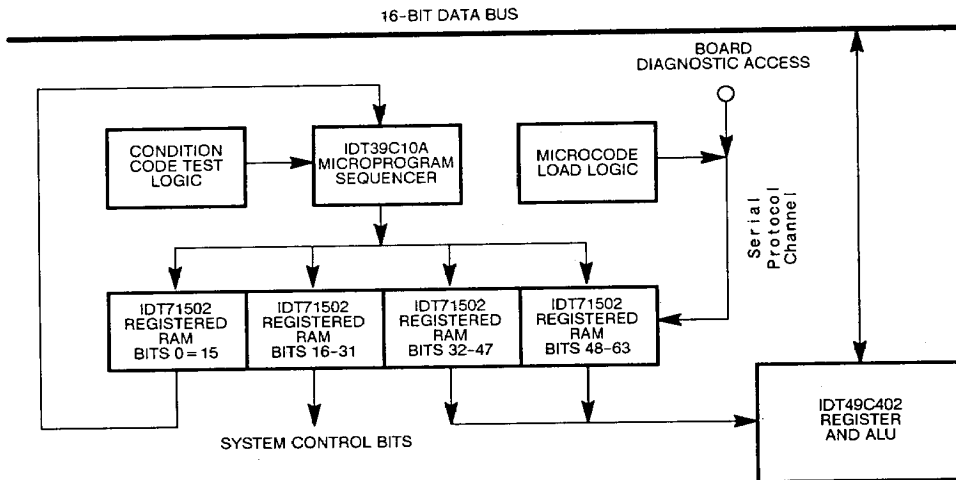 16-BIT DATA BUS
BOARD
DIAGNOSTIC ACCESS
CONDITION
CODE TEST
LOGIC
IDT39C10A
MICROPROGRAM
SEQUENCER
MICROCODE
LOAD LOGIC
Serial
Protocol
Channel
IDT71502
REGISTERED
RAM
BITS 0=15
IDT71502
REGISTERED
RAM
BITS 16-31
IDT71502
REGISTERED
RAM
BITS 32-47
IDT71502
REGISTERED
RAM
BITS 48-63
SYSTEM CONTROL BITS
IDT49C402
REGISTER
AND ALU